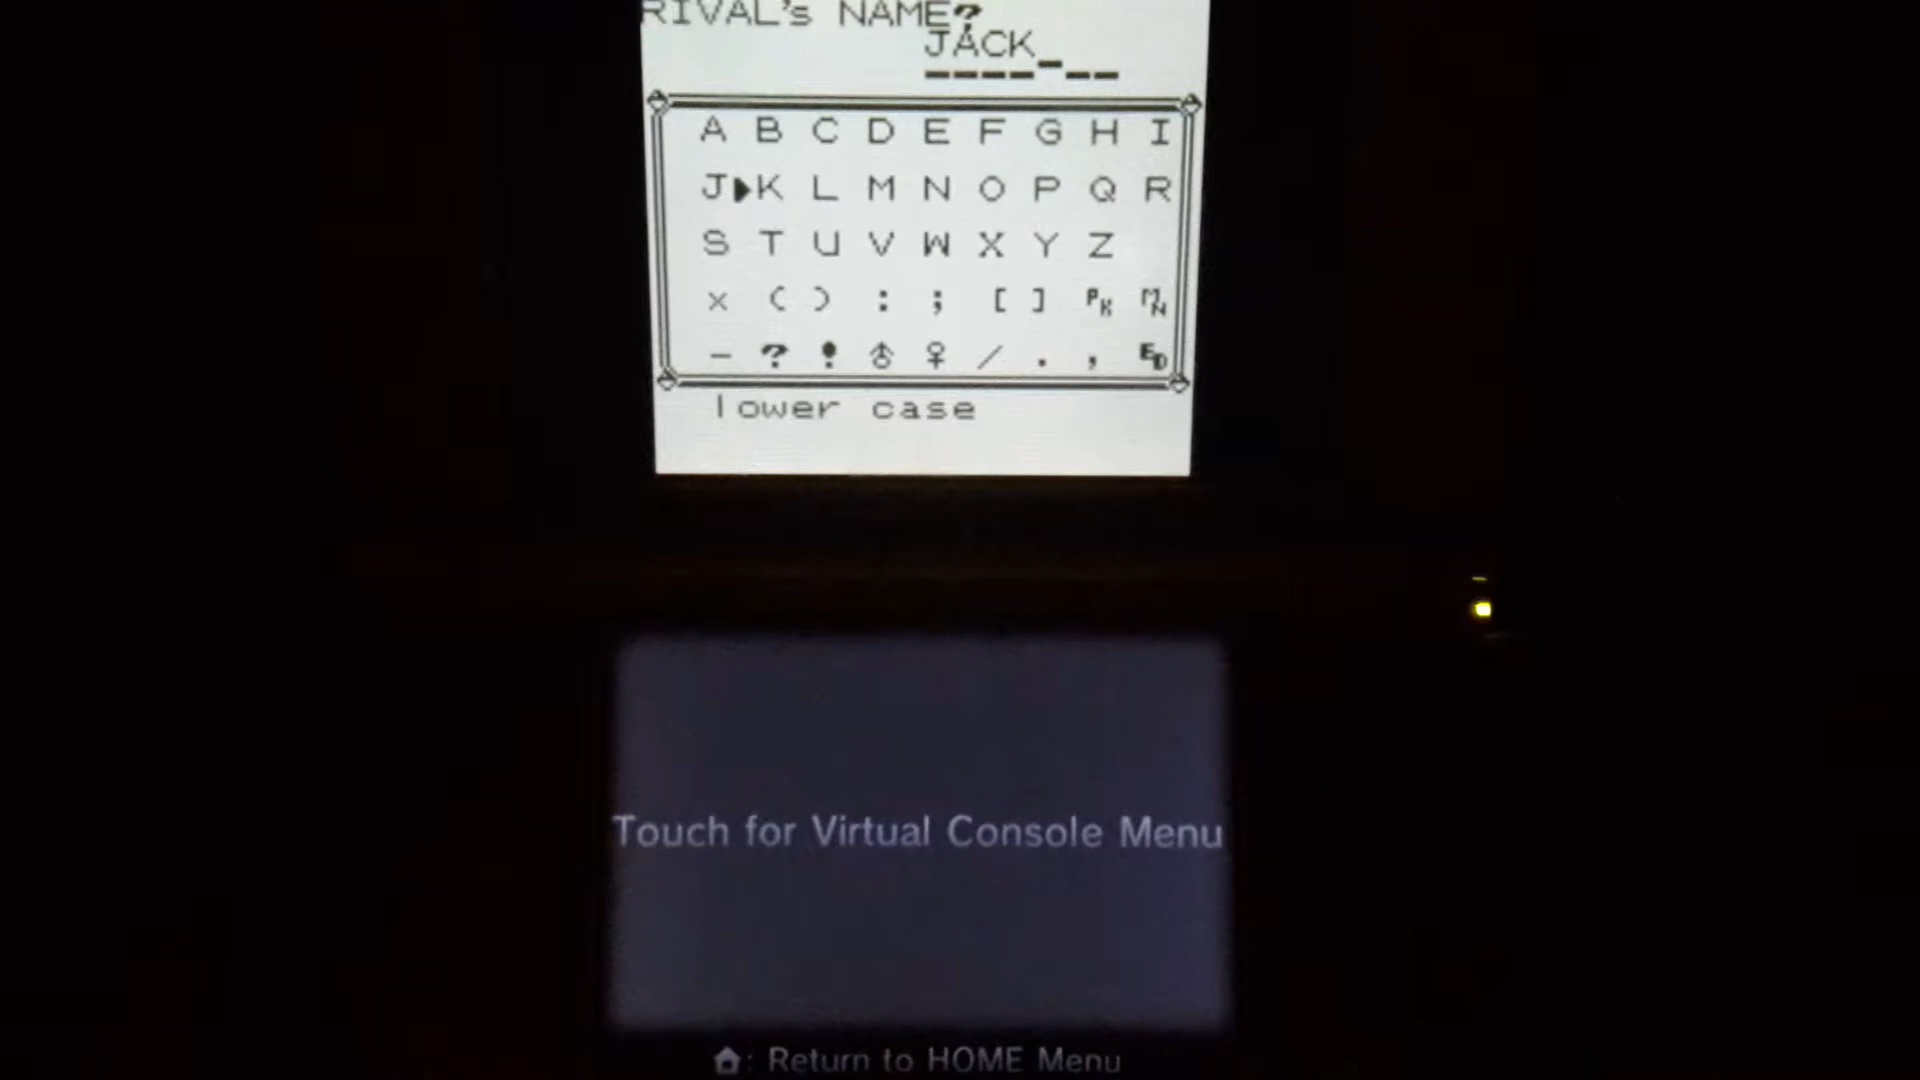 RIVAL's NAME?
JACK
A B C D E F G H I
J▶K L M N O P Q R
S T U V W X Y Z
× ( ) : ; [ ] PK MN
- ? ! ♂ ♀ / . , ED
lower case
Touch for Virtual Console Menu
: Return to HOME Menu